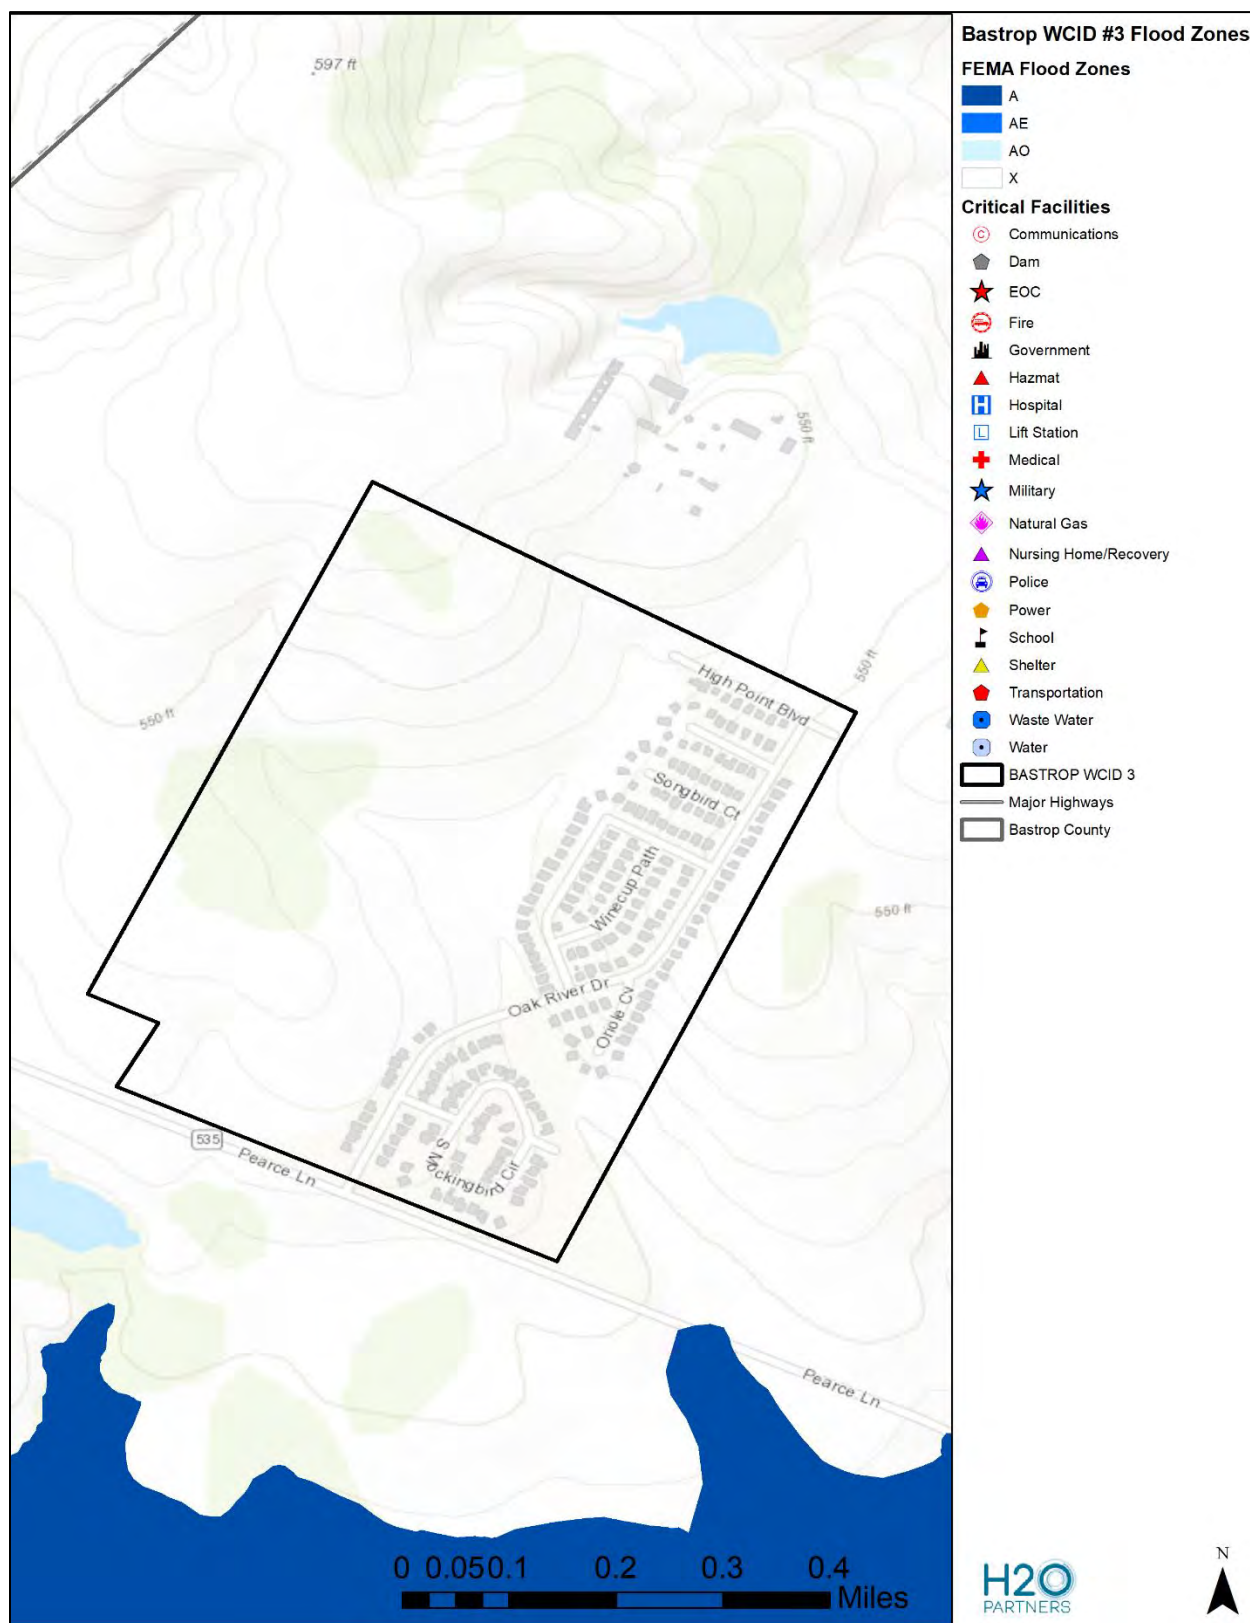 597 ft
550 ft
550 ft
High Point Blvd
550 ft
Songbird Ct
Winecup Path
550 ft
Oak River Dr
Oriole Cv
535
Pearce Ln
S Mockingbird Cir
Pearce Ln
0 0.05 0.1 0.2 0.3 0.4
Miles
Bastrop WCID #3 Flood Zones
FEMA Flood Zones
A
AE
AO
X
Critical Facilities
C Communications
Dam
EOC
Fire
Government
Hazmat
H Hospital
L Lift Station
Medical
Military
Natural Gas
Nursing Home/Recovery
Police
Power
School
Shelter
Transportation
Waste Water
Water
BASTROP WCID 3
Major Highways
Bastrop County
H2O
PARTNERS
N